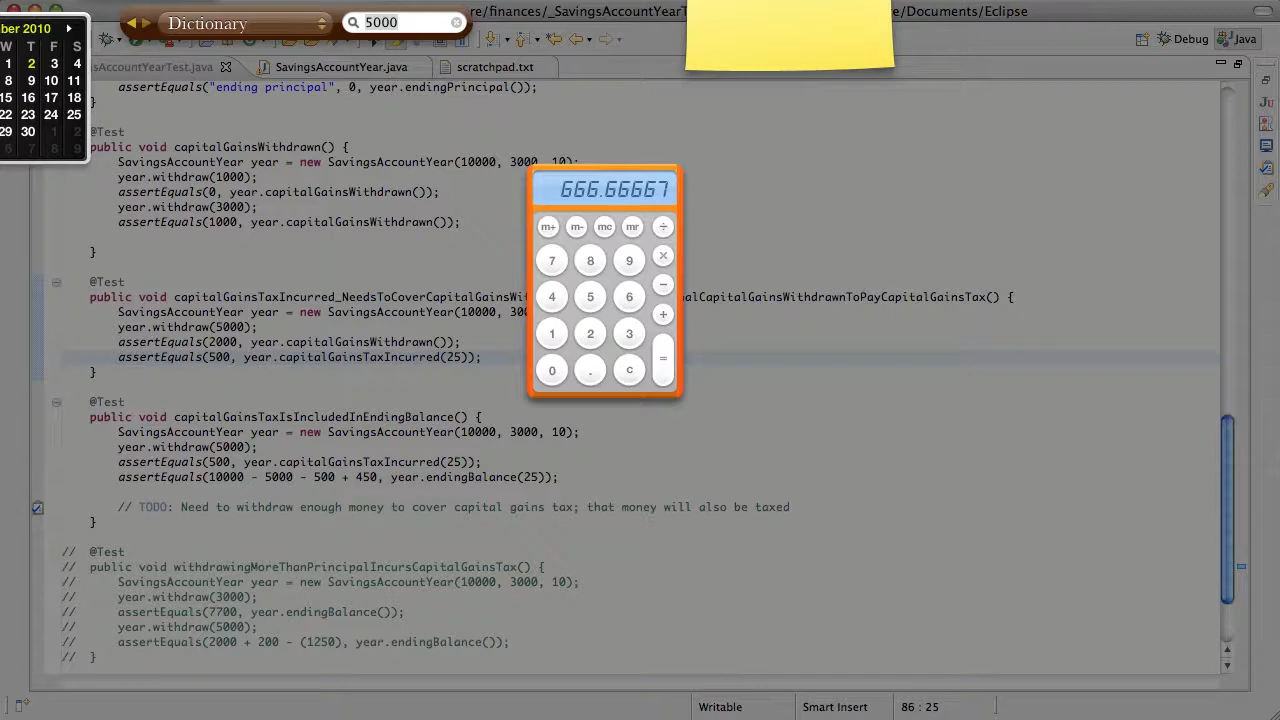 ber 2010
W T F S
1 2 3 4
8 9 10 11
15 16 17 18
22 23 24 25
29 30 1 2
6 7 8 9
Dictionary
5000
re/finances/_SavingsAccountYearT
e/Documents/Eclipse
Debug
Java
avingsAccountYearTest.java
SavingsAccountYear.java
scratchpad.txt
assertEquals("ending principal", 0, year.endingPrincipal());
}
@Test
public void capitalGainsWithdrawn() {
SavingsAccountYear year = new SavingsAccountYear(10000, 3000, 10);
year.withdraw(1000);
assertEquals(0, year.capitalGainsWithdrawn());
year.withdraw(3000);
assertEquals(1000, year.capitalGainsWithdrawn());
}
@Test
public void capitalGainsTaxIncurred_NeedsToCoverCapitalGainsWi
alCapitalGainsWithdrawnToPayCapitalGainsTax() {
SavingsAccountYear year = new SavingsAccountYear(10000, 300
year.withdraw(5000);
assertEquals(2000, year.capitalGainsWithdrawn());
assertEquals(500, year.capitalGainsTaxIncurred(25));
}
@Test
public void capitalGainsTaxIsIncludedInEndingBalance() {
SavingsAccountYear year = new SavingsAccountYear(10000, 3000, 10);
year.withdraw(5000);
assertEquals(500, year.capitalGainsTaxIncurred(25));
assertEquals(10000 - 5000 - 500 + 450, year.endingBalance(25));
// TODO: Need to withdraw enough money to cover capital gains tax; that money will also be taxed
}
// @Test
// public void withdrawingMoreThanPrincipalIncursCapitalGainsTax() {
// SavingsAccountYear year = new SavingsAccountYear(10000, 3000, 10);
// year.withdraw(3000);
// assertEquals(7700, year.endingBalance());
// year.withdraw(5000);
// assertEquals(2000 + 200 - (1250), year.endingBalance());
// }
666.66667
m+ m- mc mr ÷
7 8 9 ×
4 5 6 −
1 2 3 +
0 . c =
Ju
Writable
Smart Insert
86 : 25